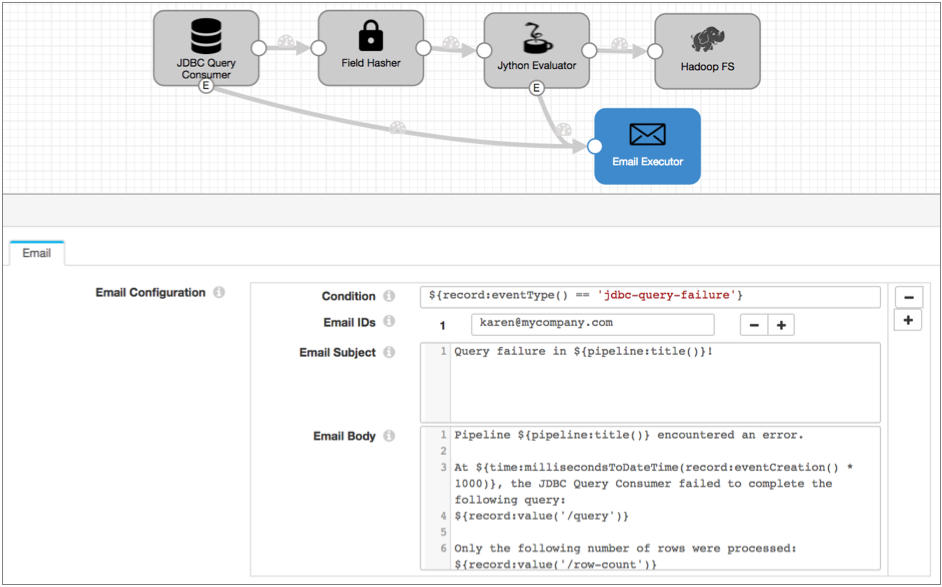 JDBC Query
Consumer
Field Hasher
Jython Evaluator
Hadoop FS
E
E
Email Executor
Email
Email Configuration
Condition
${record:eventType() == 'jdbc-query-failure'}
Email IDs
1
karen@mycompany.com
Email Subject
1 Query failure in ${pipeline:title()}!
Email Body
1 Pipeline ${pipeline:title()} encountered an error.
2
3 At ${time:millisecondsToDateTime(record:eventCreation() *
1000)}, the JDBC Query Consumer failed to complete the
following query:
4 ${record:value('/query')}
5
6 Only the following number of rows were processed:
${record:value('/row-count')}